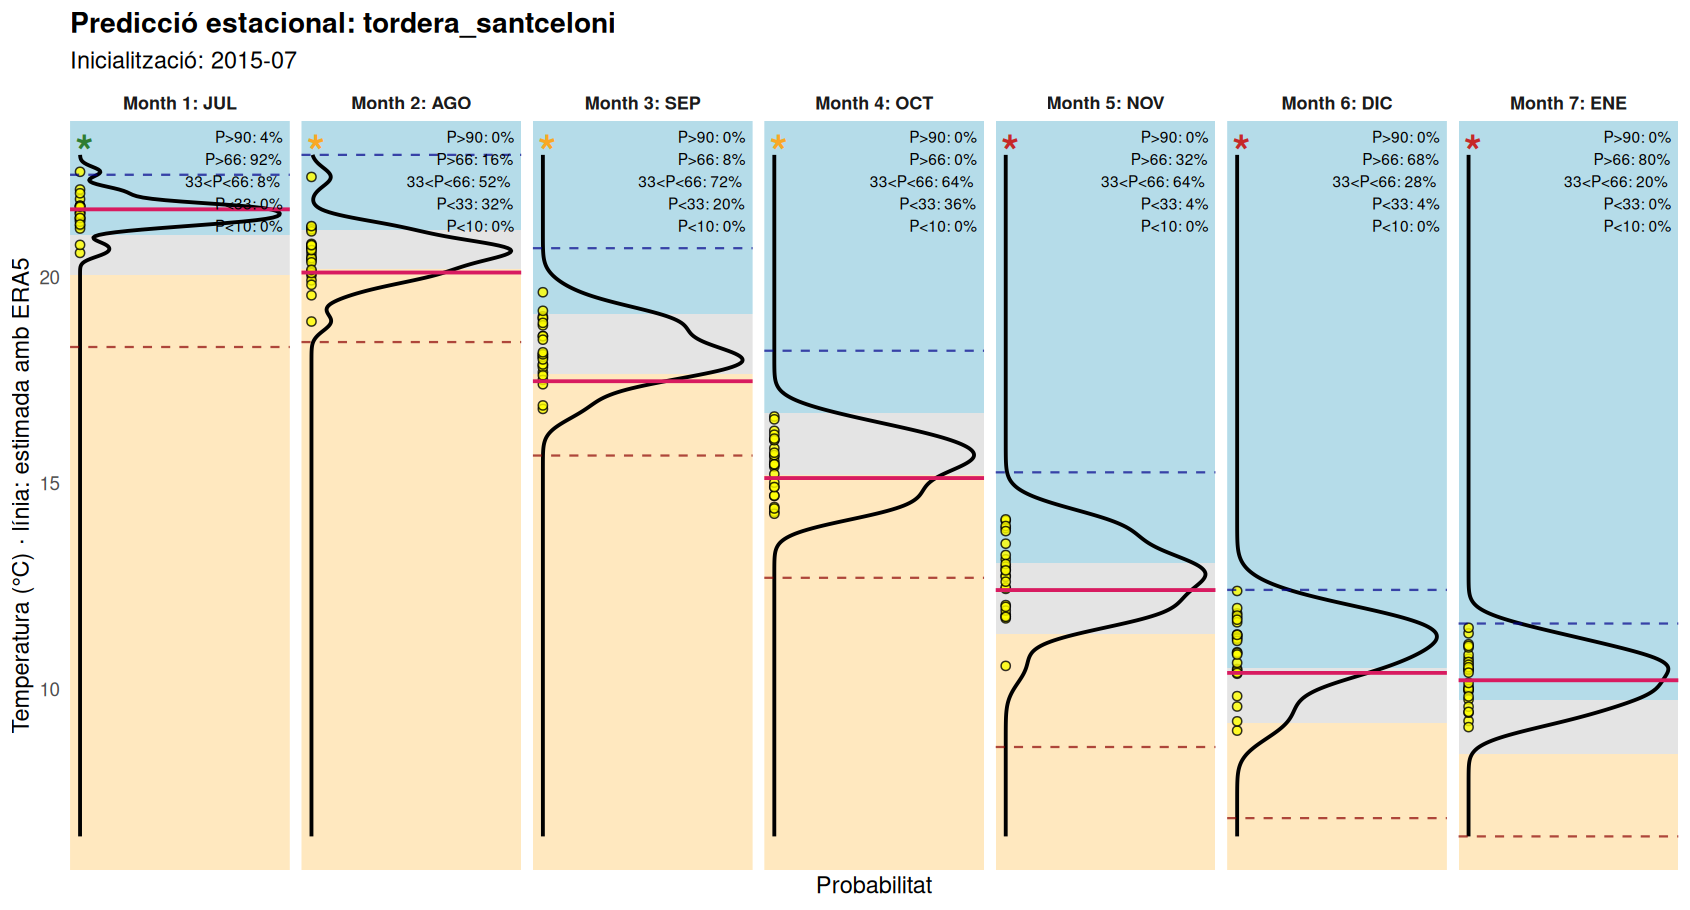 Predicció estacional: tordera_santceloni
Inicialització: 2015-07
Month 1: JUL
Month 2: AGO
Month 3: SEP
Month 4: OCT
Month 5: NOV
Month 6: DIC
Month 7: ENE
P>90: 4%
P>66: 92%
33<P<66: 8%
P<33: 0%
P<10: 0%
P>90: 0%
P>66: 16%
33<P<66: 52%
P<33: 32%
P<10: 0%
P>90: 0%
P>66: 8%
33<P<66: 72%
P<33: 20%
P<10: 0%
P>90: 0%
P>66: 0%
33<P<66: 64%
P<33: 36%
P<10: 0%
P>90: 0%
P>66: 32%
33<P<66: 64%
P<33: 4%
P<10: 0%
P>90: 0%
P>66: 68%
33<P<66: 28%
P<33: 4%
P<10: 0%
P>90: 0%
P>66: 80%
33<P<66: 20%
P<33: 0%
P<10: 0%
Temperatura (°C) · línia: estimada amb ERA5
20
15
10
Probabilitat